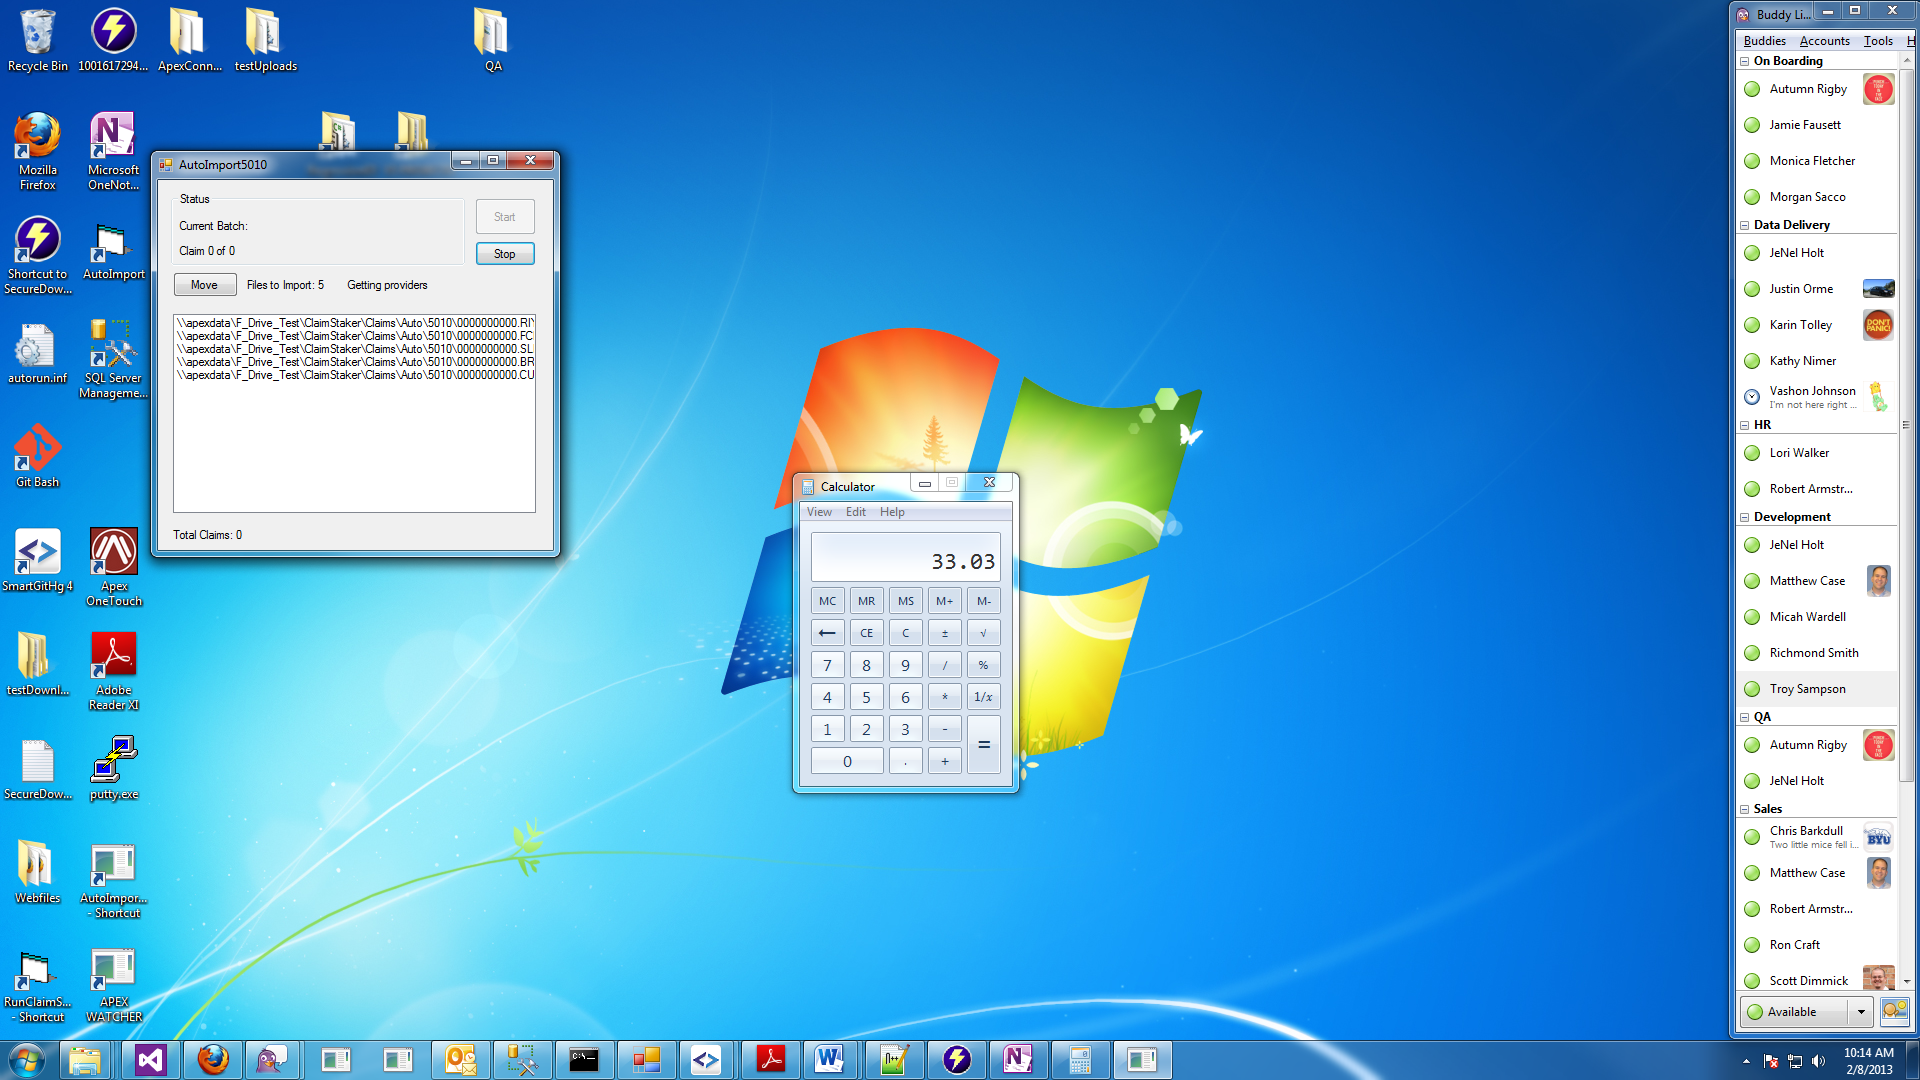 Recycle Bin
1001617294...
ApexConn...
testUploads
QA
Mozilla
Firefox
Microsoft
OneNot...
Shortcut to
SecureDow...
AutoImport
autorun.inf
SQL Server
Manageme...
Git Bash
SmartGitHg 4
Apex
OneTouch
testDownl...
Adobe
Reader XI
SecureDow...
putty.exe
Webfiles
AutoImpor...
- Shortcut
RunClaimS...
- Shortcut
APEX
WATCHER
AutoImport5010
Status
Current Batch:
Claim 0 of 0
Start
Stop
Move
Files to Import: 5
Getting providers
\\apexdata\F_Drive_Test\ClaimStaker\Claims\Auto\5010\0000000000.RI
\\apexdata\F_Drive_Test\ClaimStaker\Claims\Auto\5010\0000000000.FC
\\apexdata\F_Drive_Test\ClaimStaker\Claims\Auto\5010\0000000000.SL
\\apexdata\F_Drive_Test\ClaimStaker\Claims\Auto\5010\0000000000.BR
\\apexdata\F_Drive_Test\ClaimStaker\Claims\Auto\5010\0000000000.CU
Total Claims: 0
Calculator
View Edit Help
33.03
MC MR MS M+ M-
← CE C ± √
7 8 9 / %
4 5 6 * 1/x
1 2 3 - =
0 . +
Buddy Li...
Buddies Accounts Tools H
On Boarding
Autumn Rigby
Jamie Fausett
Monica Fletcher
Morgan Sacco
Data Delivery
JeNel Holt
Justin Orme
Karin Tolley
DON'T
PANIC!
Kathy Nimer
Vashon Johnson
I'm not here right ...
HR
Lori Walker
Robert Armstr...
Development
JeNel Holt
Matthew Case
Micah Wardell
Richmond Smith
Troy Sampson
QA
Autumn Rigby
JeNel Holt
Sales
Chris Barkdull
Two little mice fell i...
BYU
Matthew Case
Robert Armstr...
Ron Craft
Scott Dimmick
Available
10:14 AM
2/8/2013